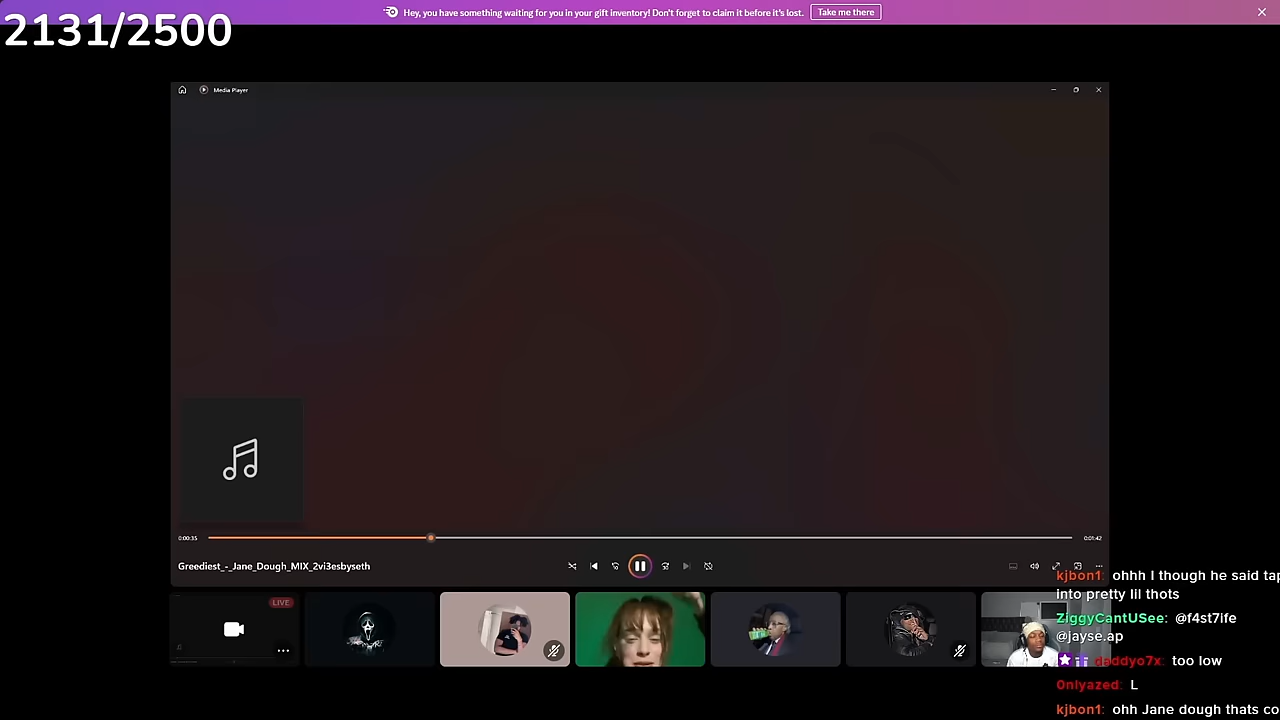 Hey, you have something waiting for you in your gift inventory! Don't forget to claim it before it's lost. Take me there
2131/2500
Media Player
0:00:35
0:01:42
Greediest_-_Jane_Dough_MIX_2vi3esbyseth
LIVE
kjbon1: ohhh I though he said tap
into pretty lil thots
ZiggyCantUSee: @f4st7ife
@jayse.ap
daddyo7x: too low
0nlyazed: L
kjbon1: ohh Jane dough thats co